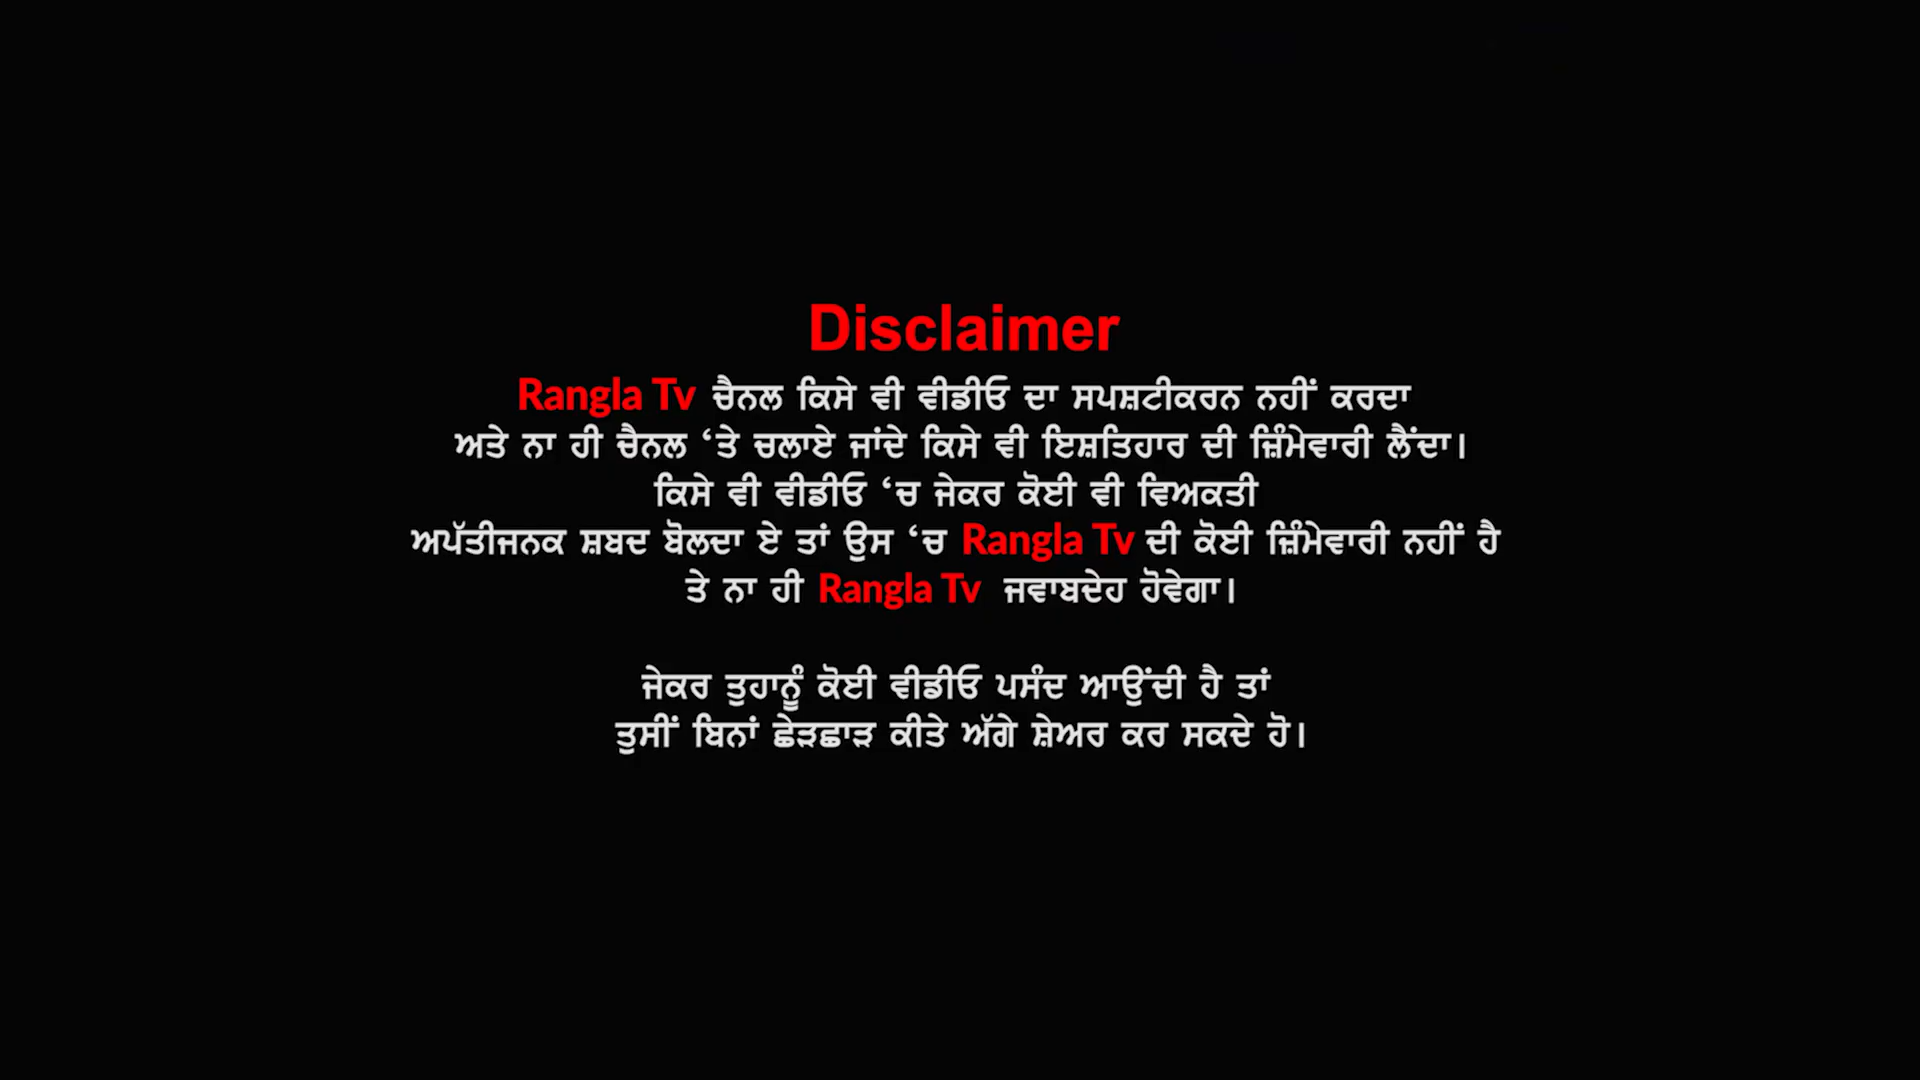 Disclaimer
Rangla Tv ਚੈਨਲ ਕਿਸੇ ਵੀ ਵੀਡੀਓ ਦਾ ਸਪਸ਼ਟੀਕਰਨ ਨਹੀਂ ਕਰਦਾ
ਅਤੇ ਨਾ ਹੀ ਚੈਨਲ ‘ਤੇ ਚਲਾਏ ਜਾਂਦੇ ਕਿਸੇ ਵੀ ਇਸ਼ਤਿਹਾਰ ਦੀ ਜ਼ਿੰਮੇਵਾਰੀ ਲੈਂਦਾ।
ਕਿਸੇ ਵੀ ਵੀਡੀਓ ‘ਚ ਜੇਕਰ ਕੋਈ ਵੀ ਵਿਅਕਤੀ
ਅਪੱਤੀਜਨਕ ਸ਼ਬਦ ਬੋਲਦਾ ਏ ਤਾਂ ਉਸ ‘ਚ Rangla Tv ਦੀ ਕੋਈ ਜ਼ਿੰਮੇਵਾਰੀ ਨਹੀਂ ਹੈ
ਤੇ ਨਾ ਹੀ Rangla Tv ਜਵਾਬਦੇਹ ਹੋਵੇਗਾ।
ਜੇਕਰ ਤੁਹਾਨੂੰ ਕੋਈ ਵੀਡੀਓ ਪਸੰਦ ਆਉਂਦੀ ਹੈ ਤਾਂ
ਤੁਸੀਂ ਬਿਨਾਂ ਛੇੜਛਾੜ ਕੀਤੇ ਅੱਗੇ ਸ਼ੇਅਰ ਕਰ ਸਕਦੇ ਹੋ।